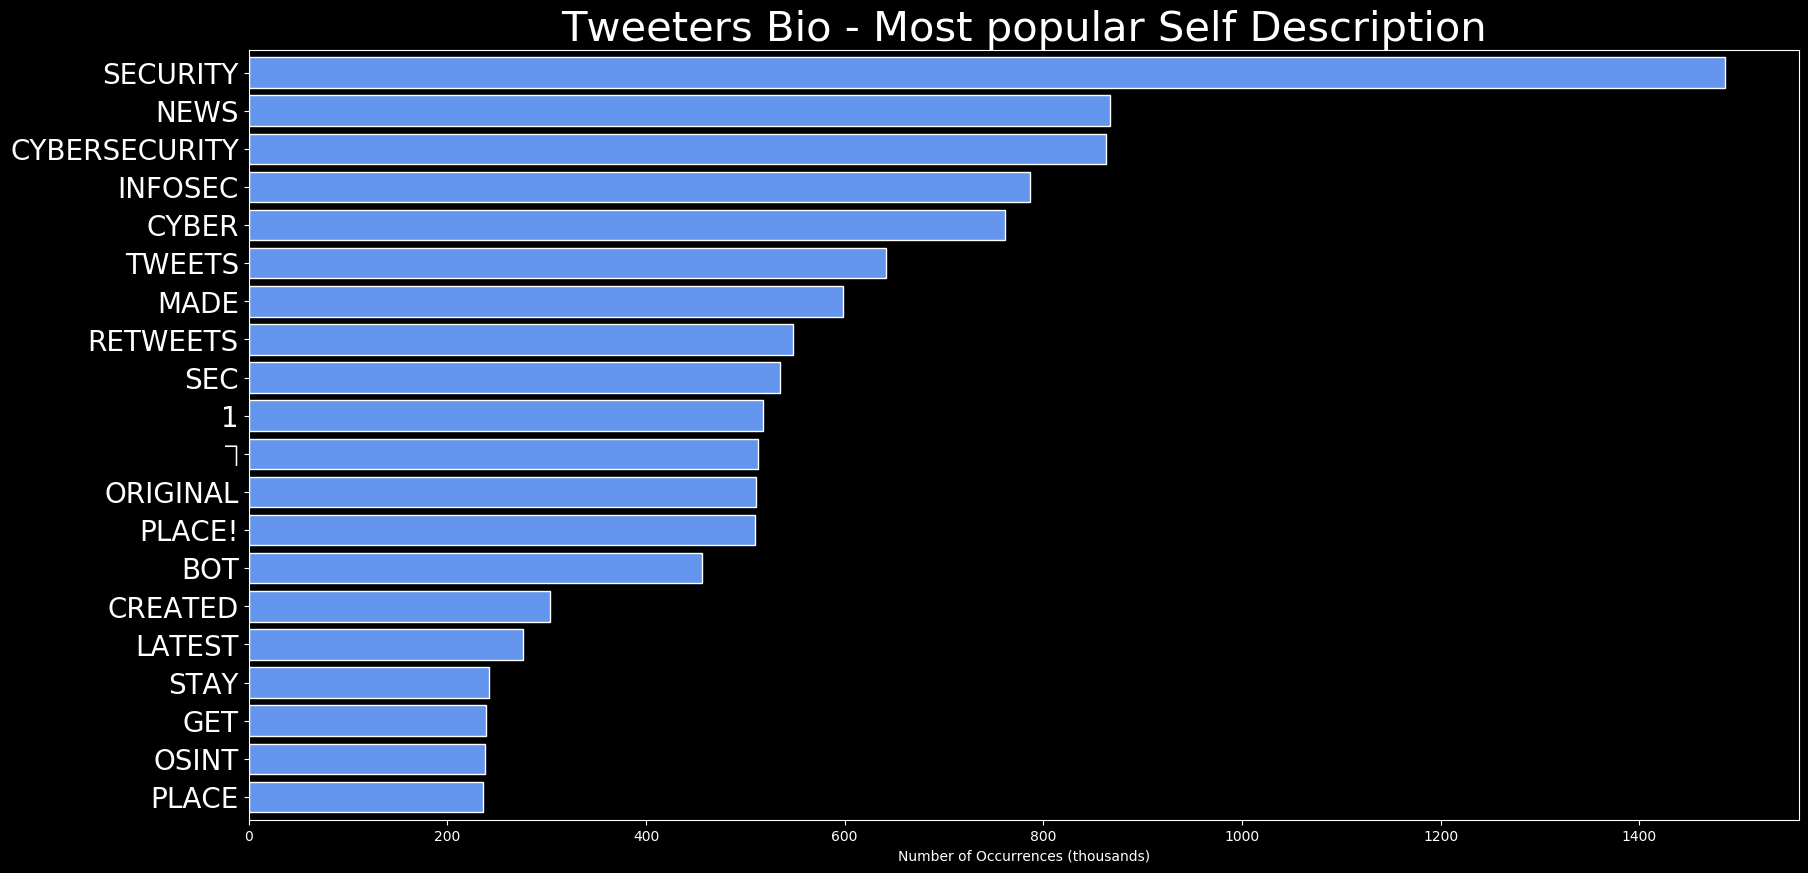 Tweeters Bio - Most popular Self Description
SECURITY
NEWS
CYBERSECURITY
INFOSEC
CYBER
TWEETS
MADE
RETWEETS
SEC
1
ORIGINAL
PLACE!
BOT
CREATED
LATEST
STAY
GET
OSINT
PLACE
0 200 400 600 800 1000 1200 1400
Number of Occurrences (thousands)